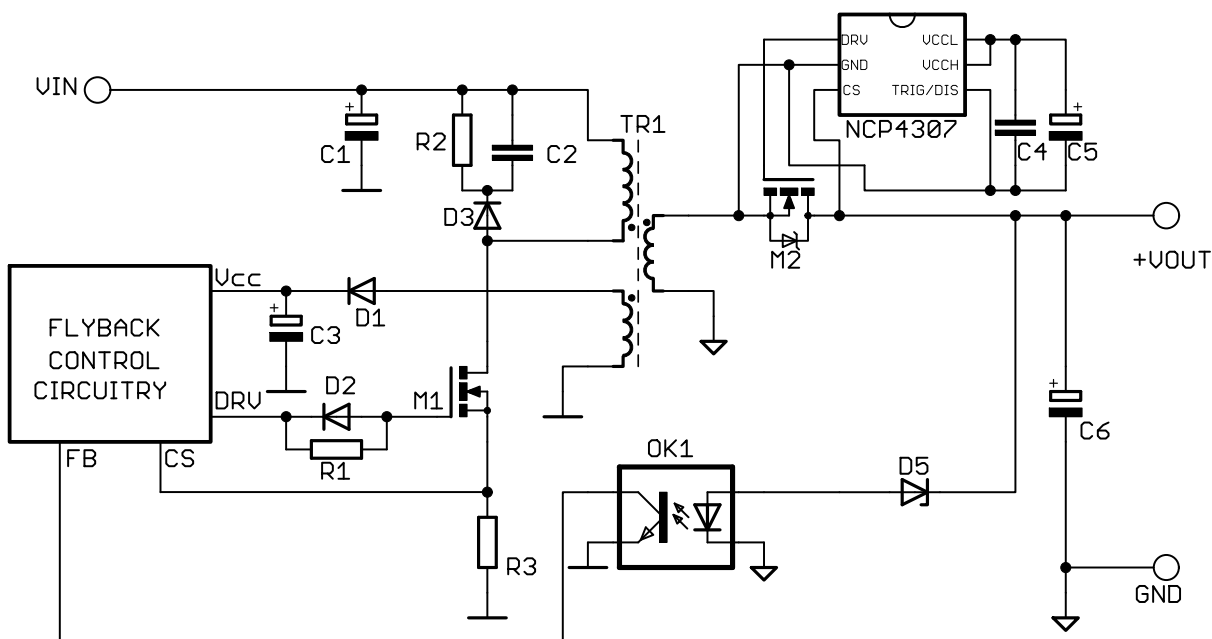 DRV VCCL
GND VCCH
CS TRIG/DIS
NCP4307
VIN
+
C1
R2
C2
TR1
C4
+
C5
D3
M2
+VOUT
Vcc
D1
+
C3
FLYBACK
CONTROL
CIRCUITRY
DRV
D2
M1
R1
FB
CS
+
C6
OK1
D5
R3
GND